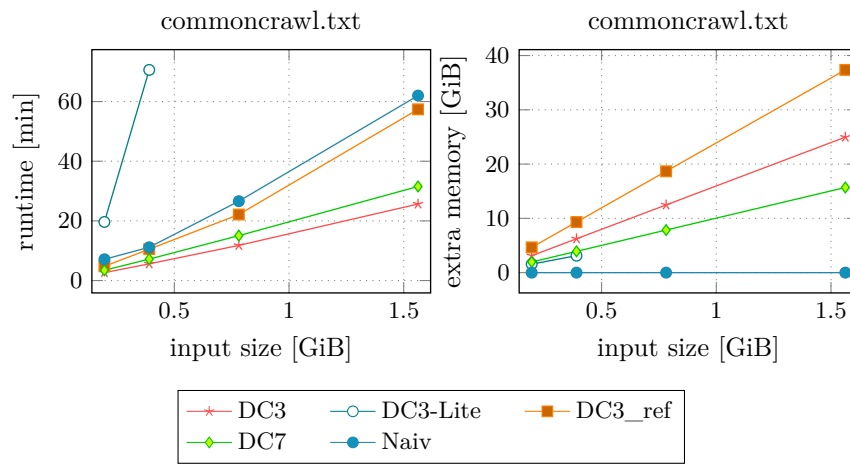 commoncrawl.txt
60
40
20
0
0.5
1
1.5
runtime [min]
input size [GiB]
commoncrawl.txt
40
30
20
10
0
0.5
1
1.5
extra memory [GiB]
input size [GiB]
DC3
DC3-Lite
DC3_ref
DC7
Naiv